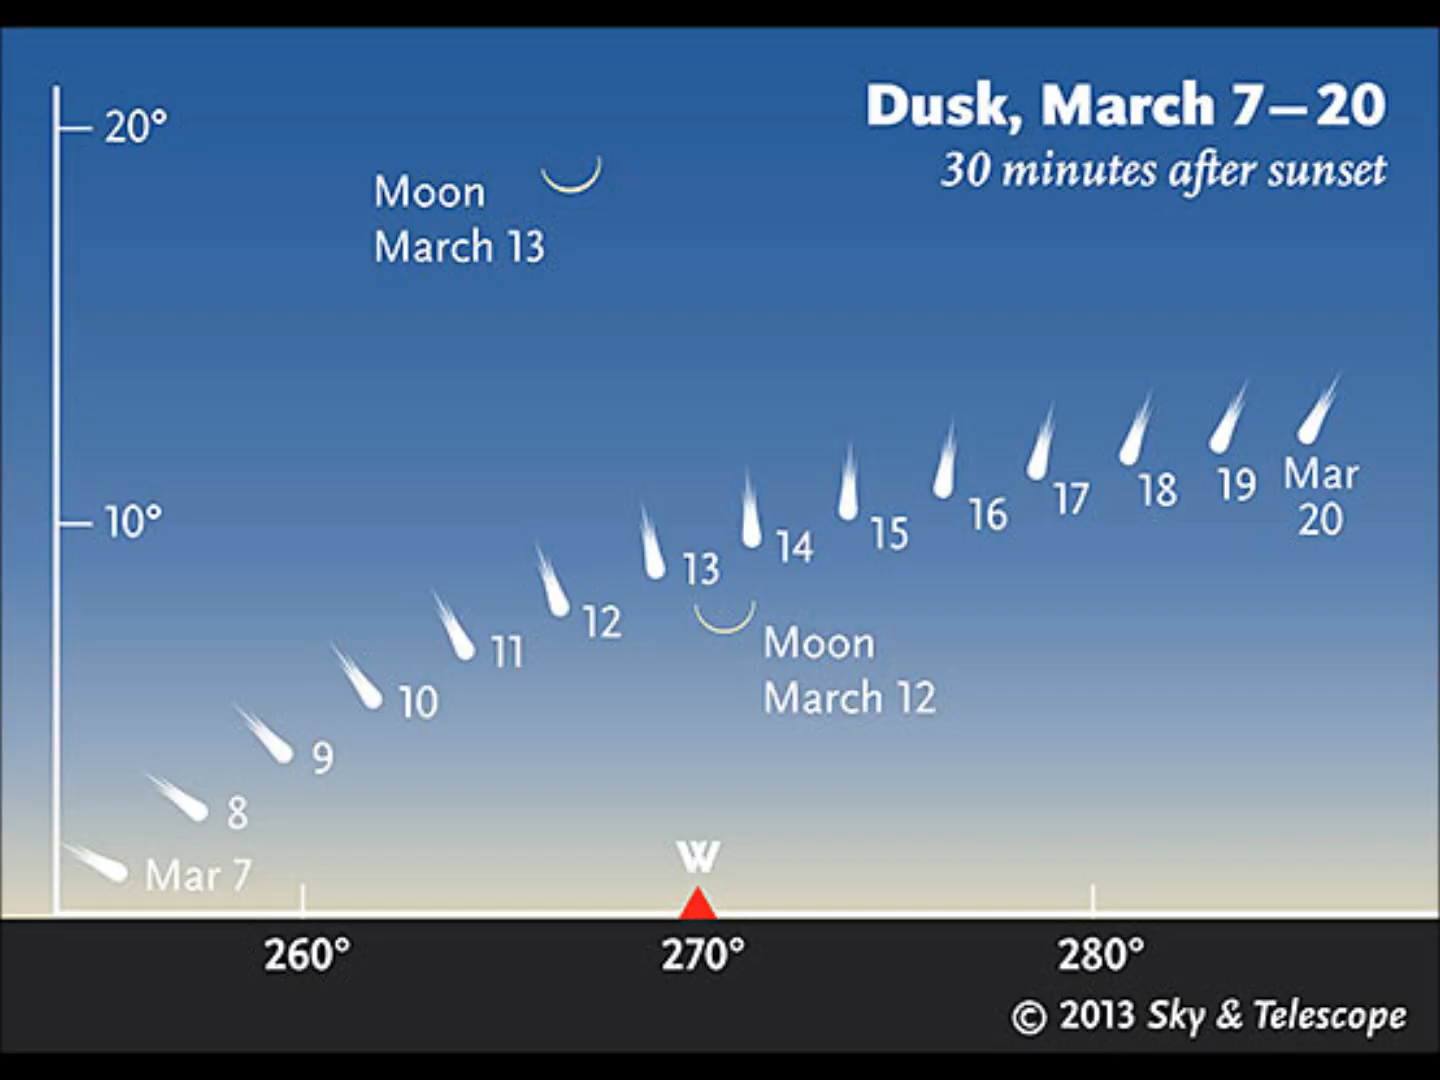 Dusk, March 7–20
30 minutes after sunset
20°
Moon
March 13
10°
Mar 7
8
9
10
11
12
13
14
15
16
17
18
19
Mar
20
Moon
March 12
W
260°
270°
280°
© 2013 Sky & Telescope